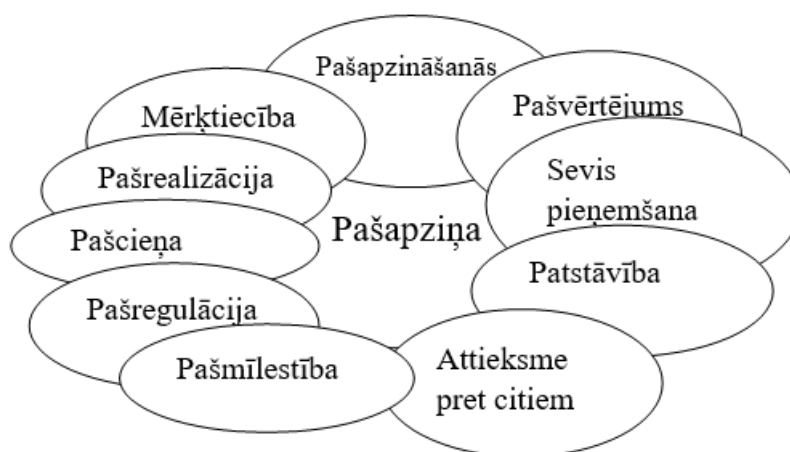 Pašapzināšanās
Mērķtiecība
Pašvērtējums
Pašrealizācija
Sevis
pieņemšana
Pašcieņa
Pašapziņa
Patstāvība
Pašregulācija
Pašmīlestība
Attieksme
pret citiem